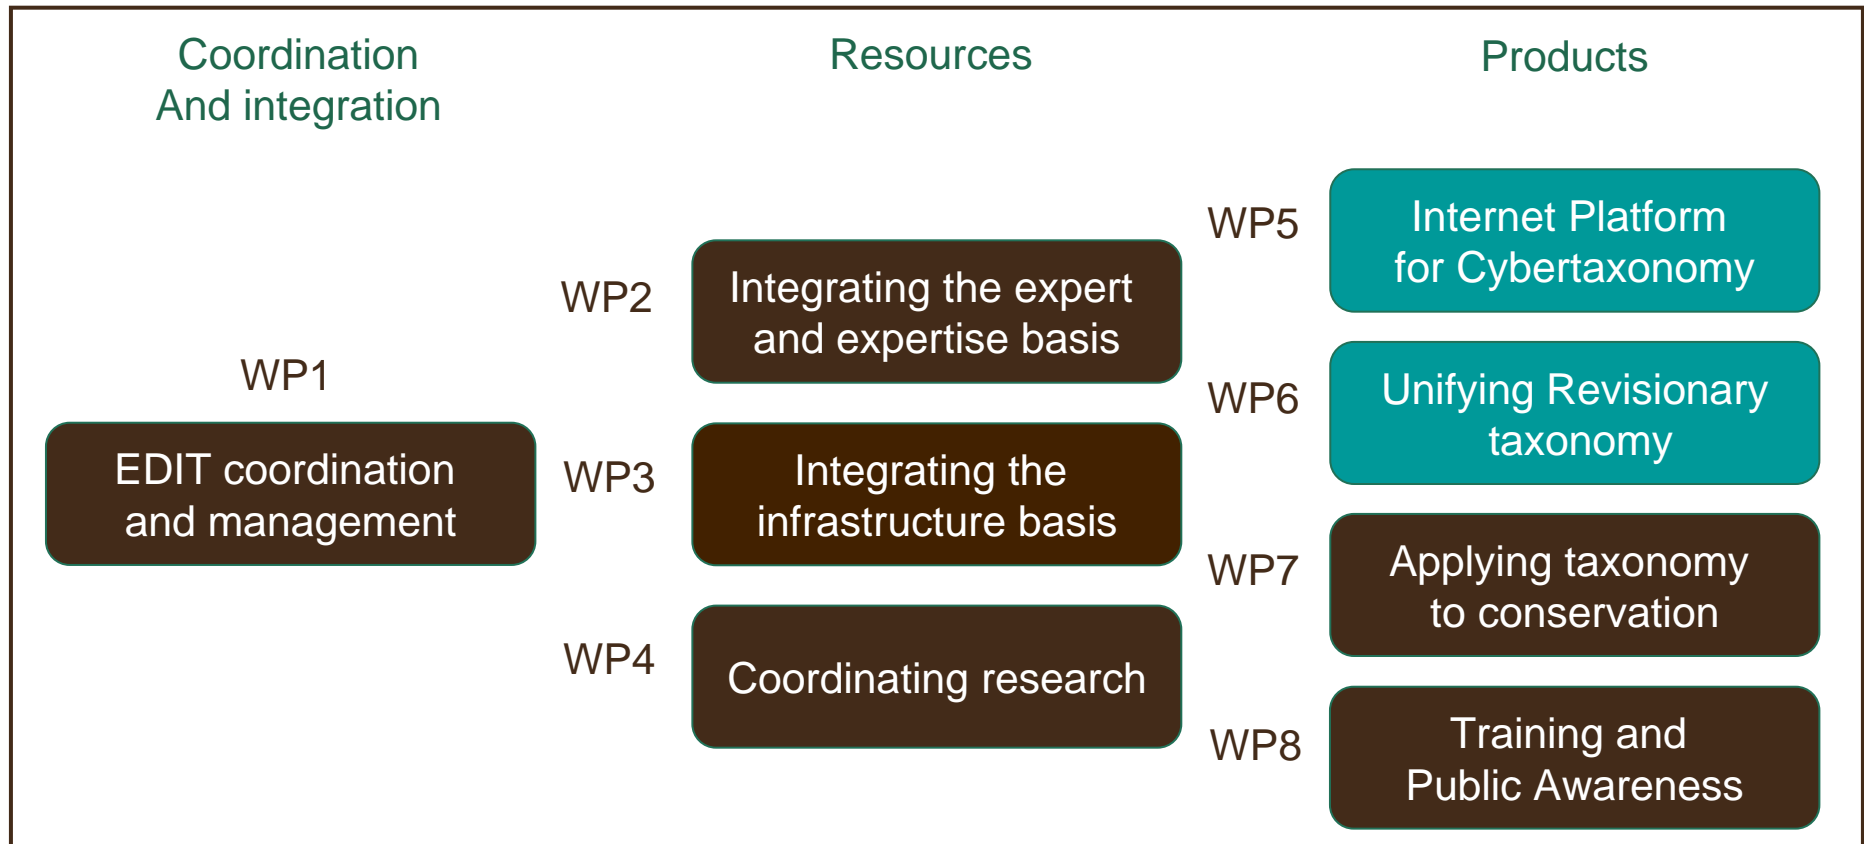 Coordination
And integration
WP1
EDIT coordination
and management
Resources
WP2
Integrating the expert
and expertise basis
WP3
Integrating the
infrastructure basis
WP4
Coordinating research
Products
WP5
Internet Platform
for Cybertaxonomy
WP6
Unifying Revisionary
taxonomy
WP7
Applying taxonomy
to conservation
WP8
Training and
Public Awareness